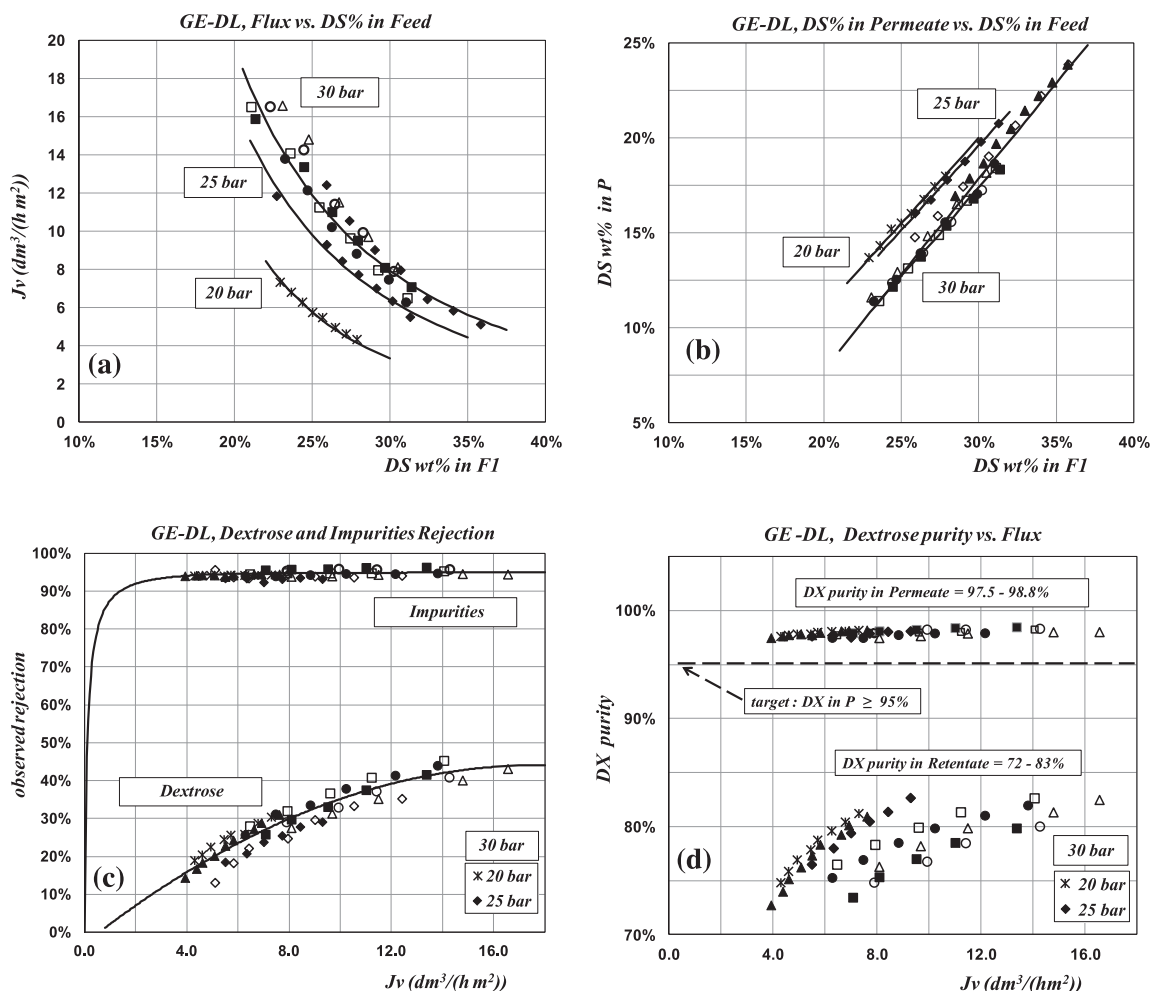 GE-DL, Flux vs. DS% in Feed
Jv (dm³/(h m²))
20
18
16
14
12
10
8
6
4
2
0
30 bar
25 bar
20 bar
(a)
10%
15%
20%
25%
30%
35%
40%
DS wt% in F1
GE-DL, DS% in Permeate vs. DS% in Feed
DS wt% in P
25%
20%
15%
10%
5%
25 bar
20 bar
30 bar
(b)
10%
15%
20%
25%
30%
35%
40%
DS wt% in F1
GE-DL, Dextrose and Impurities Rejection
observed rejection
100%
90%
80%
70%
60%
50%
40%
30%
20%
10%
0%
Impurities
Dextrose
30 bar
20 bar
25 bar
(c)
0.0
4.0
8.0
12.0
16.0
Jv (dm³/(h m²)
GE -DL, Dextrose purity vs. Flux
DX purity
100%
90%
80%
70%
DX purity in Permeate = 97.5 - 98.8%
target : DX in P ≥ 95%
DX purity in Retentate = 72 - 83%
30 bar
20 bar
25 bar
(d)
0.0
4.0
8.0
12.0
16.0
Jv (dm³/(hm²)